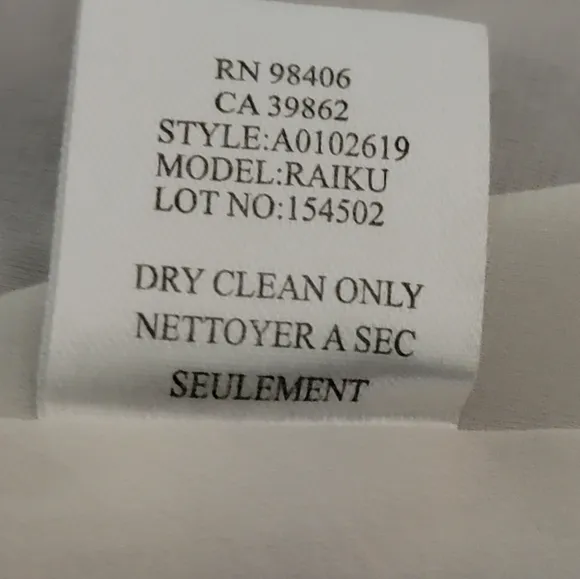 RN 98406
CA 39862
STYLE:A0102619
MODEL:RAIKU
LOT NO:154502
DRY CLEAN ONLY
NETTOYER A SEC
SEULEMENT